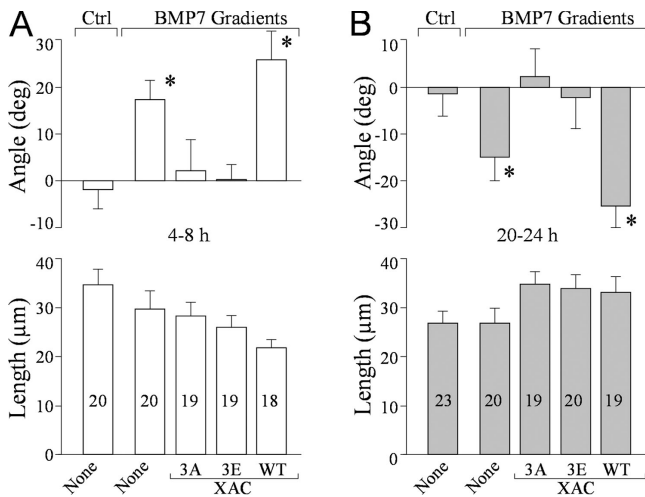 A
Ctrl
BMP7 Gradients
Angle (deg)
30
20
10
0
-10
*
*
4-8 h
Length (µm)
40
30
20
10
0
20
20
19
19
18
None
None
3A
3E
WT
XAC
B
Ctrl
BMP7 Gradients
Angle (deg)
10
0
-10
-20
-30
*
*
20-24 h
Length (µm)
40
30
20
10
0
23
20
19
20
19
None
None
3A
3E
WT
XAC